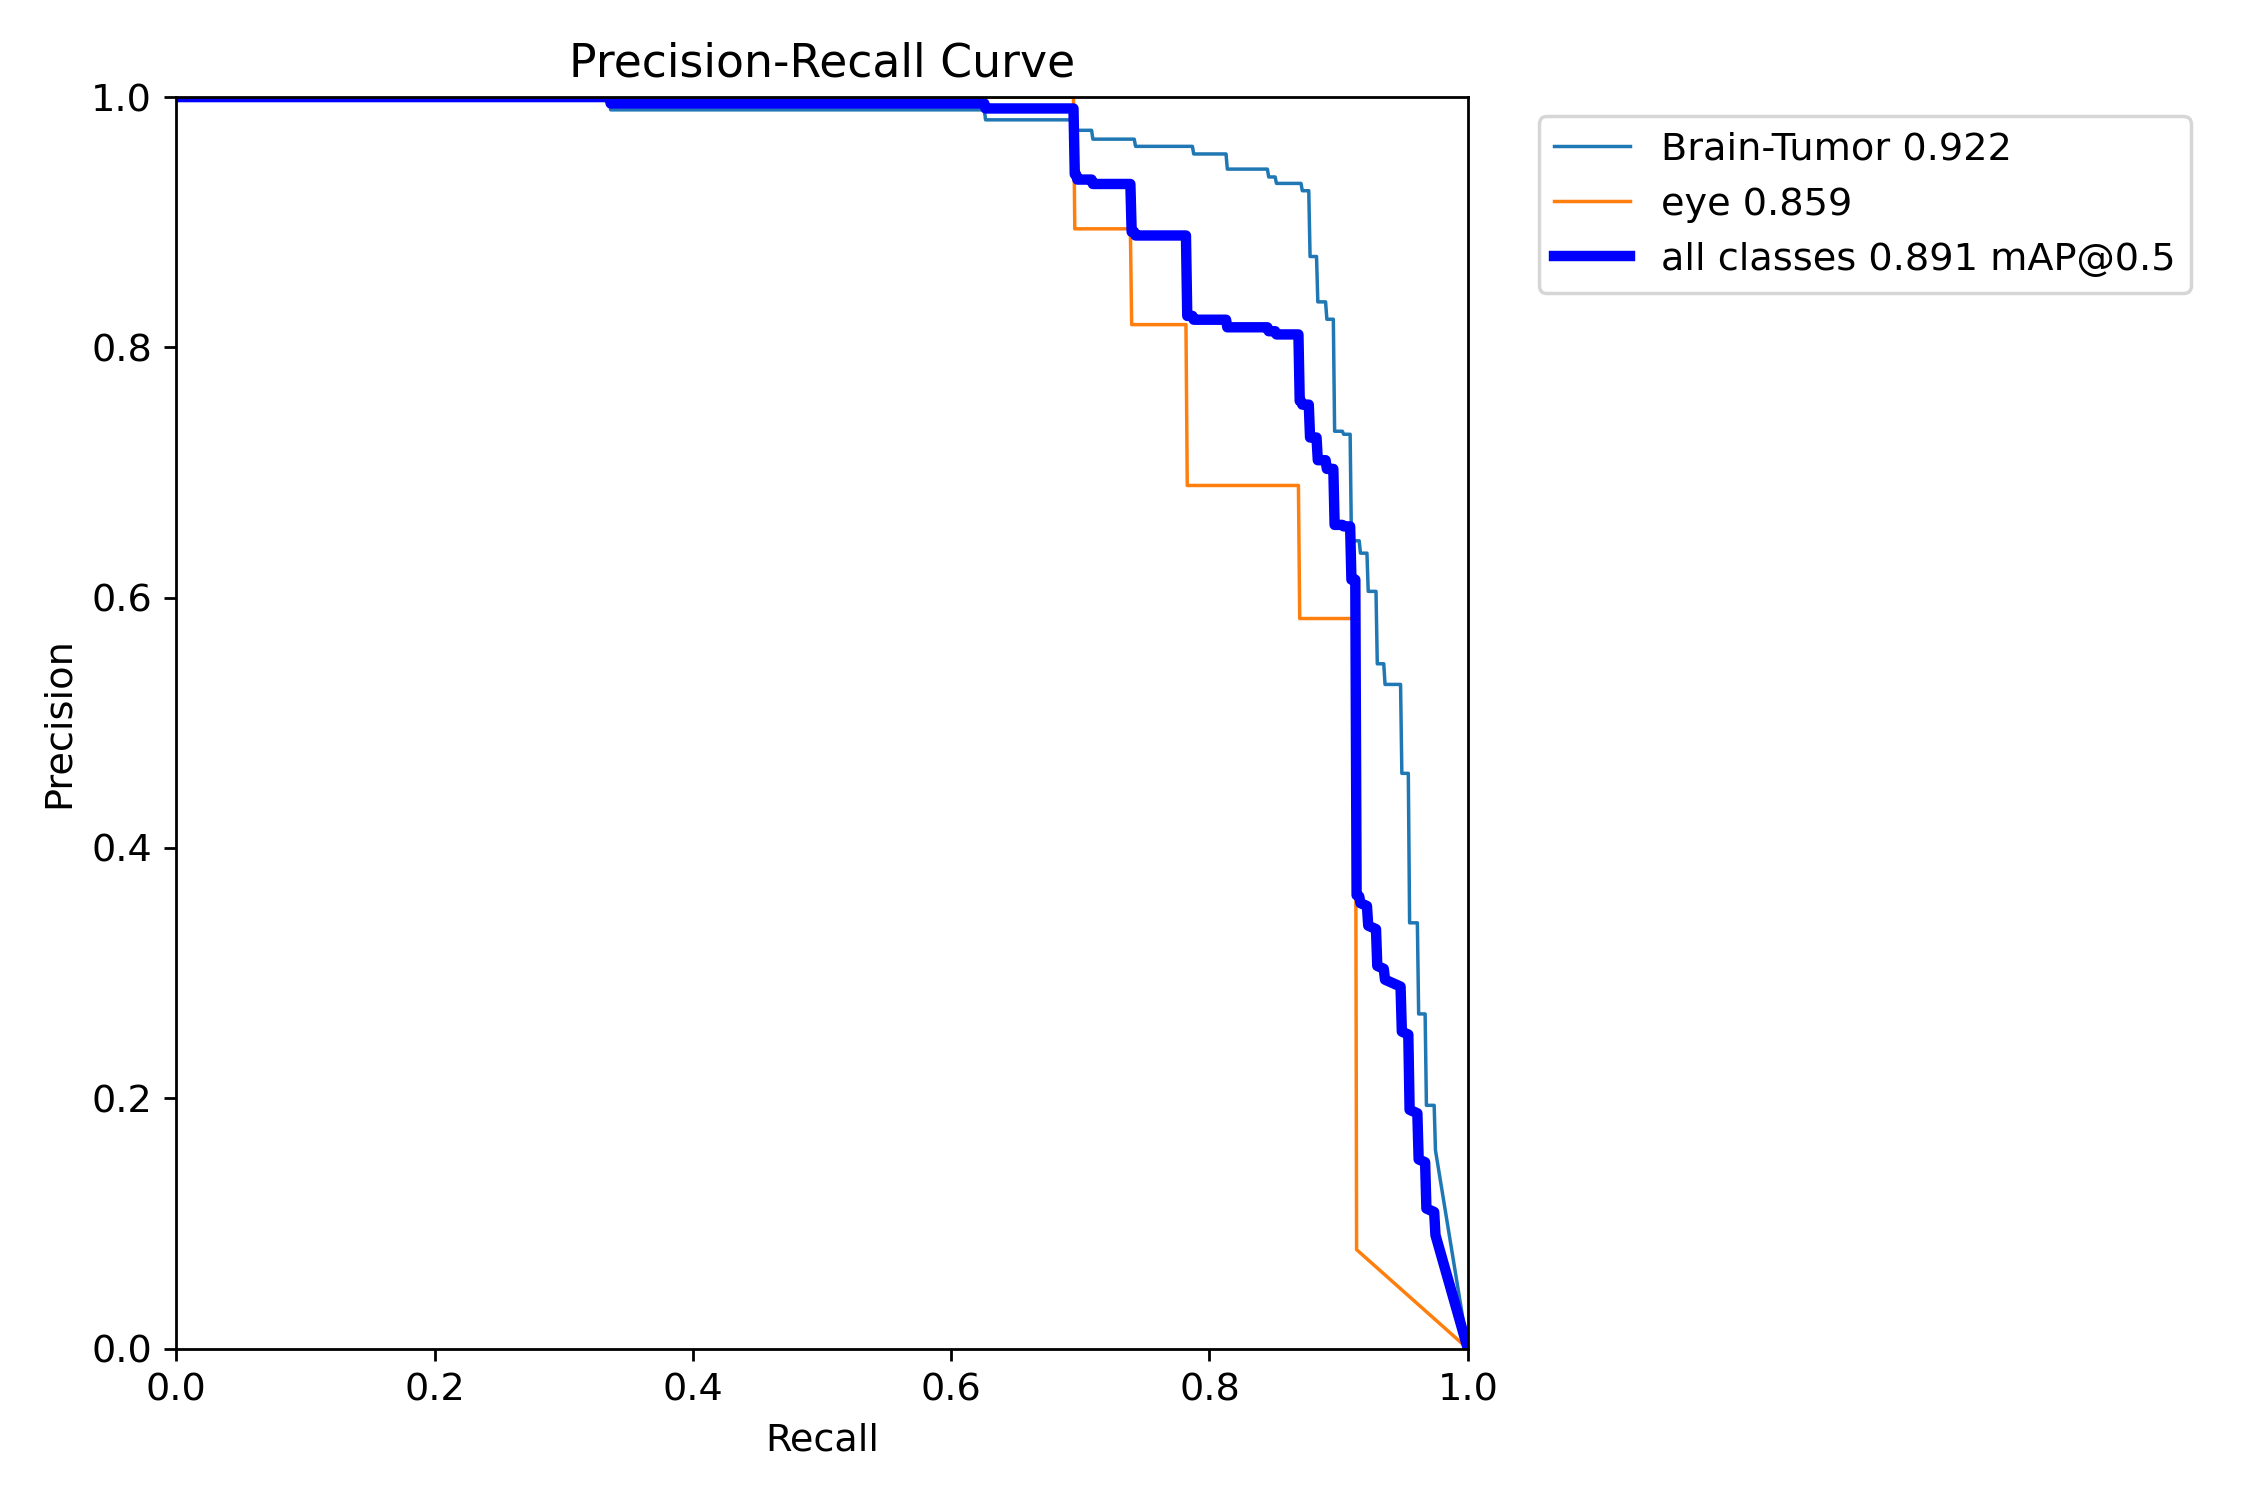 Precision-Recall Curve
1.0
0.8
0.6
0.4
0.2
0.0
Precision
0.0 0.2 0.4 0.6 0.8 1.0
Recall
Brain-Tumor 0.922
eye 0.859
all classes 0.891 mAP@0.5